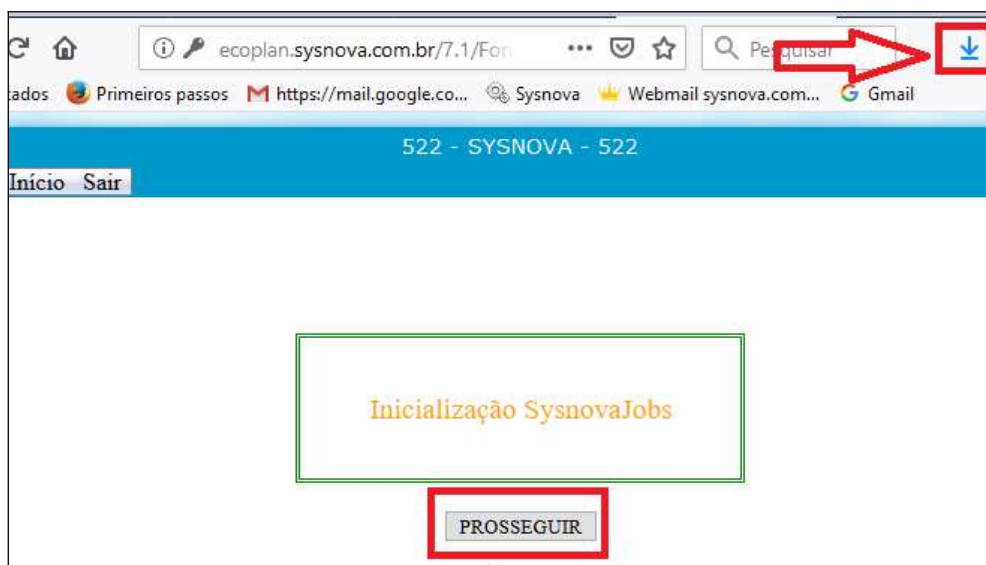 ecoplan.sysnova.com.br/7.1/For
Pesquisar
tados Primeiros passos https://mail.google.co... Sysnova Webmail sysnova.com... Gmail
522 - SYSNOVA - 522
Início Sair
Inicialização SysnovaJobs
PROSSEGUIR